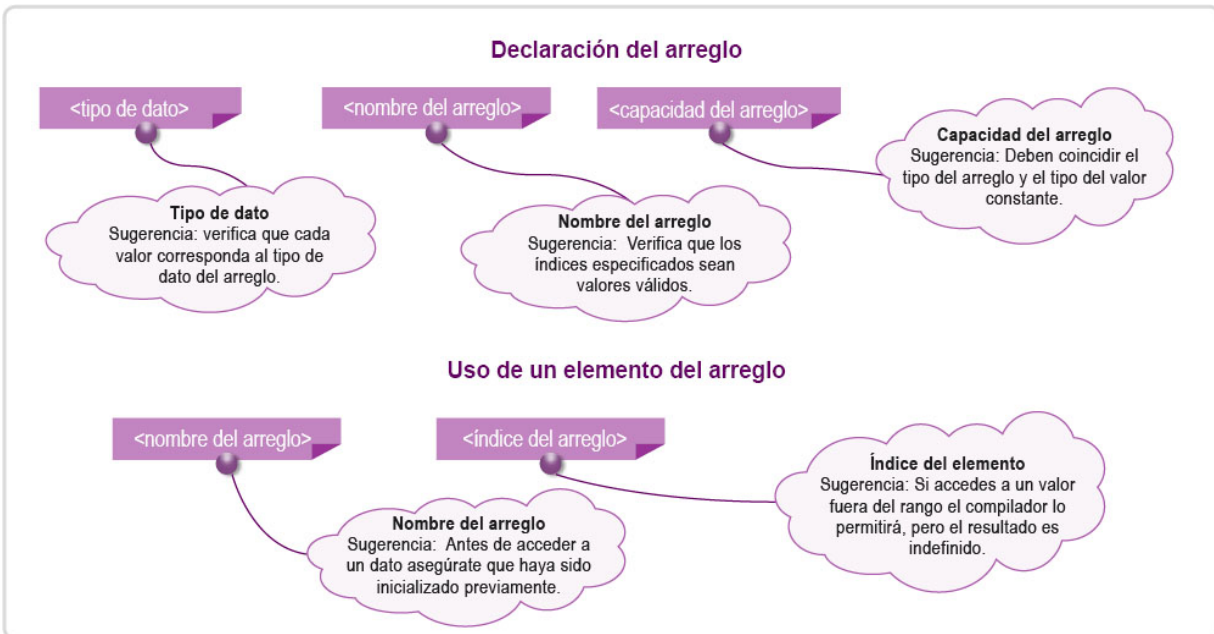 Declaración del arreglo
<tipo de dato>
<nombre del arreglo>
<capacidad del arreglo>
Tipo de dato
Sugerencia: verifica que cada
valor corresponda al tipo de
dato del arreglo.
Nombre del arreglo
Sugerencia: Verifica que los
índices especificados sean
valores válidos.
Capacidad del arreglo
Sugerencia: Deben coincidir el
tipo del arreglo y el tipo del valor
constante.
Uso de un elemento del arreglo
<nombre del arreglo>
<índice del arreglo>
Nombre del arreglo
Sugerencia: Antes de acceder a
un dato asegúrate que haya sido
inicializado previamente.
Índice del elemento
Sugerencia: Si accedes a un valor
fuera del rango el compilador lo
permitirá, pero el resultado es
indefinido.